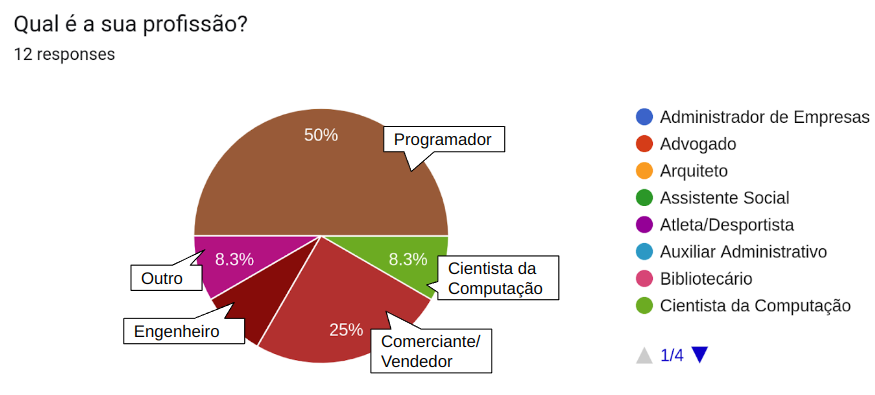 Qual é a sua profissão?
12 responses
50%
Programador
8.3%
Outro
8.3%
Cientista da
Computação
Engenheiro
25%
Comerciante/
Vendedor
Administrador de Empresas
Advogado
Arquiteto
Assistente Social
Atleta/Desportista
Auxiliar Administrativo
Bibliotecário
Cientista da Computação
1/4